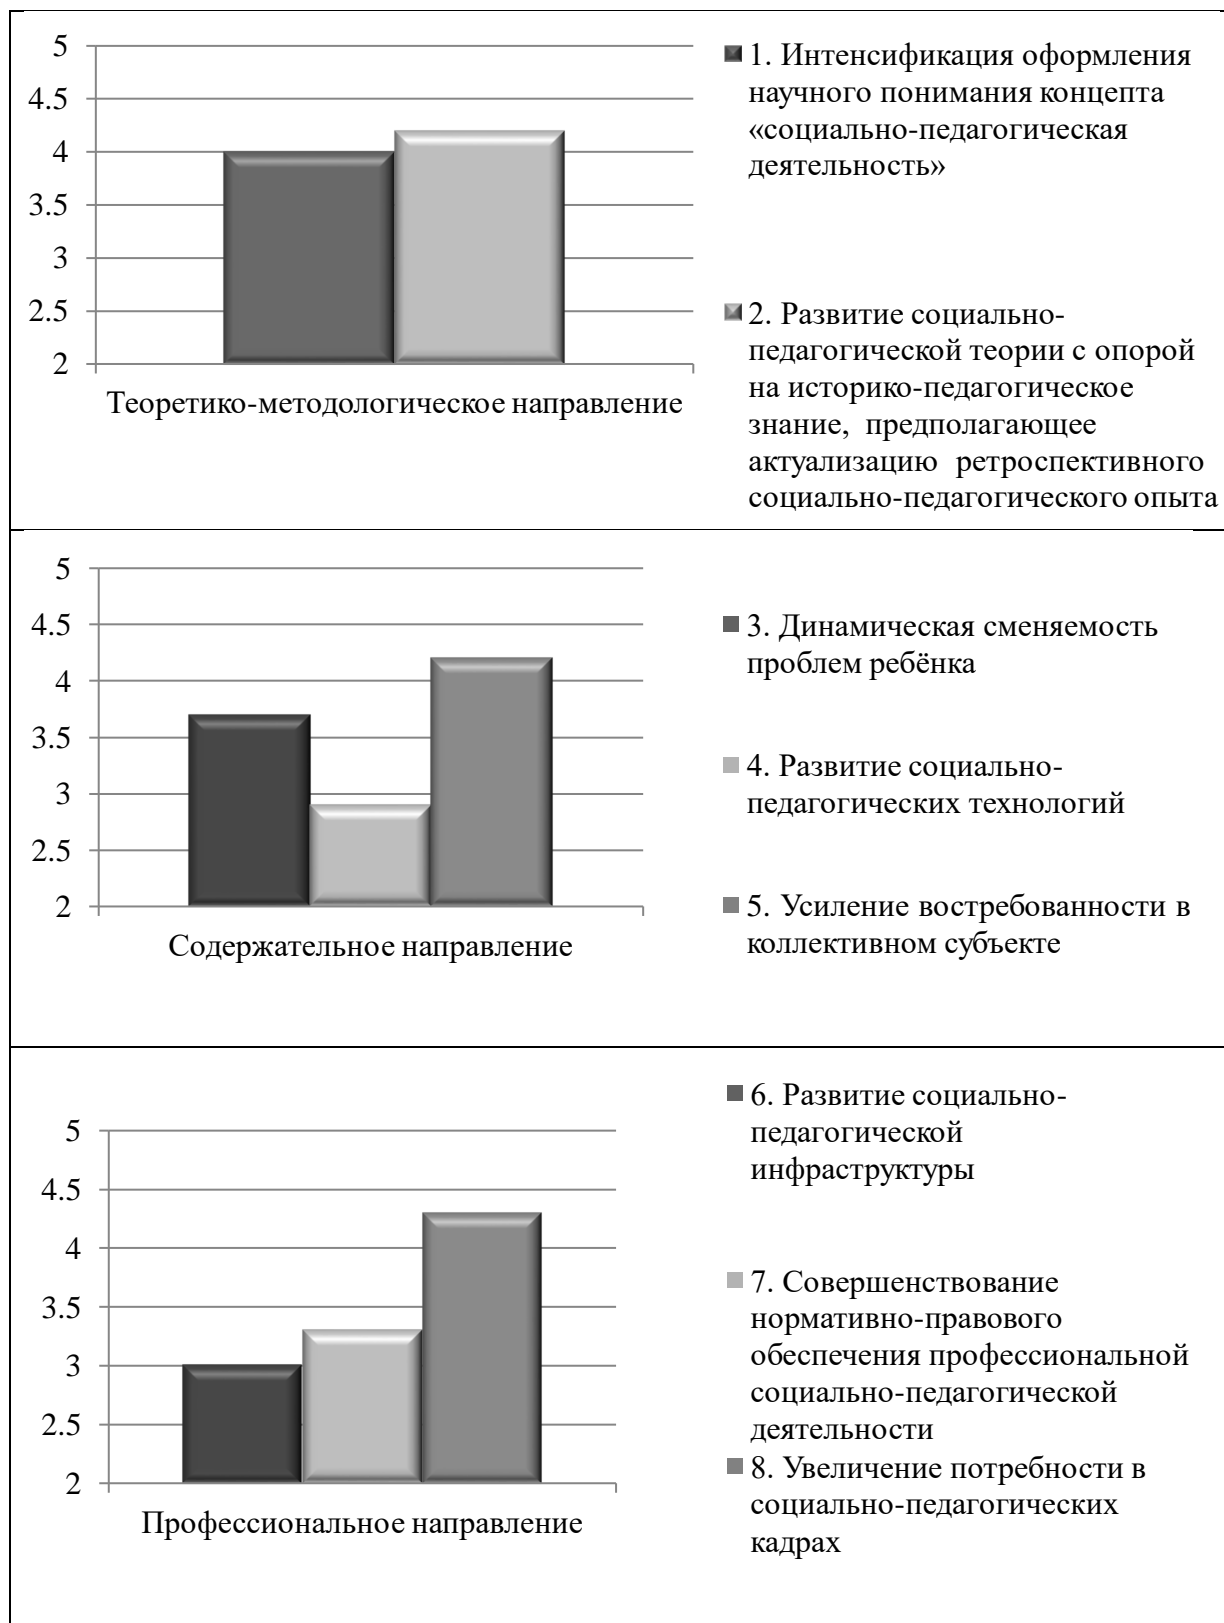 5
4.5
4
3.5
3
2.5
2
Теоретико-методологическое направление
1. Интенсификация оформления
научного понимания концепта
«социально-педагогическая
деятельность»
2. Развитие социально-
педагогической теории с опорой
на историко-педагогическое
знание, предполагающее
актуализацию ретроспективного
социально-педагогического опыта
5
4.5
4
3.5
3
2.5
2
Содержательное направление
3. Динамическая сменяемость
проблем ребёнка
4. Развитие социально-
педагогических технологий
5. Усиление востребованности в
коллективном субъекте
5
4.5
4
3.5
3
2.5
2
Профессиональное направление
6. Развитие социально-
педагогической
инфраструктуры
7. Совершенствование
нормативно-правового
обеспечения профессиональной
социально-педагогической
деятельности
8. Увеличение потребности в
социально-педагогических
кадрах